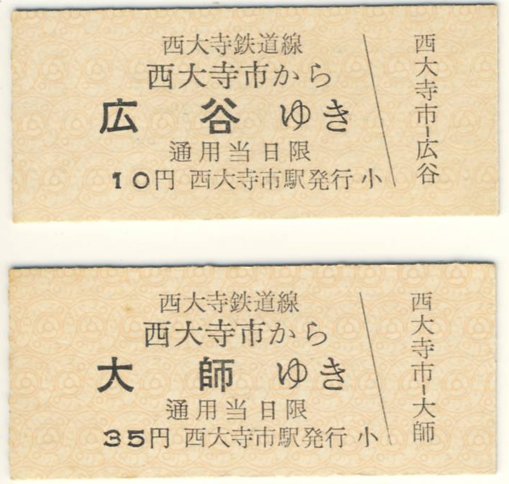 西大寺鉄道線
西大寺市から
広谷ゆき
通用当日限
10円 西大寺市駅発行 小
西大寺市-広谷
西大寺鉄道線
西大寺市から
大師ゆき
通用当日限
35円 西大寺市駅発行 小
西大寺市-大師